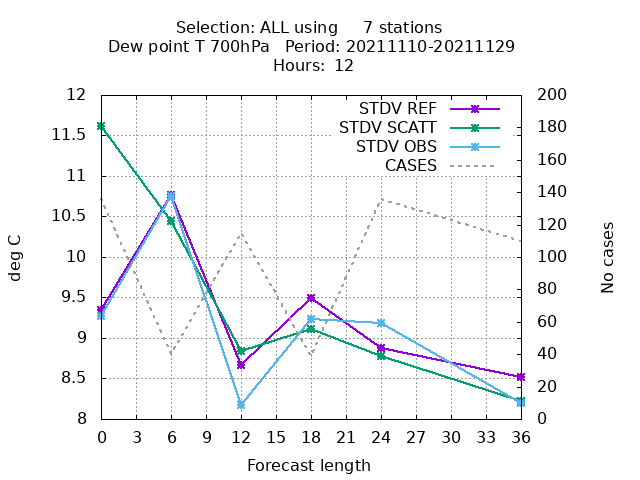 Selection: ALL using 7 stations
Dew point T 700hPa Period: 20211110-20211129
Hours: 12
12
11.5
11
10.5
10
9.5
9
8.5
8
deg C
STDV REF
STDV SCATT
STDV OBS
CASES
200
180
160
140
120
100
80
60
40
20
0
No cases
0 3 6 9 12 15 18 21 24 27 30 33 36
Forecast length